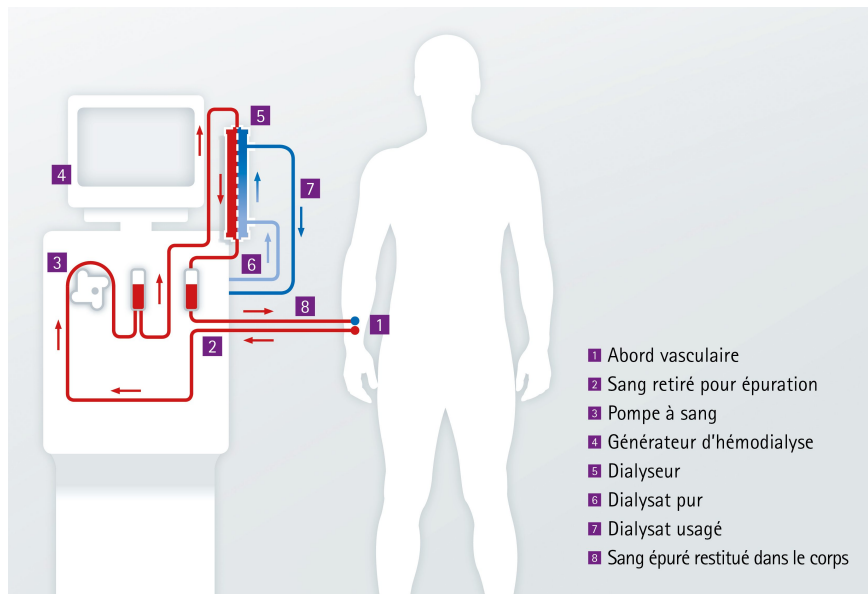 5
4
7
3
6
8
1
2
1 Abord vasculaire
2 Sang retiré pour épuration
3 Pompe à sang
4 Générateur d'hémodialyse
5 Dialyseur
6 Dialysat pur
7 Dialysat usagé
8 Sang épuré restitué dans le corps